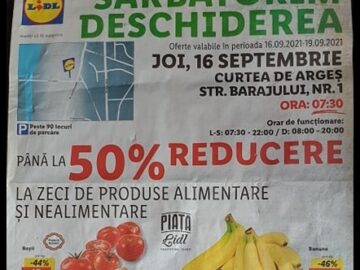 LIDL
SĂRBĂTORIM
DESCHIDEREA
Oferte valabile în perioada 16.09.2021-19.09.2021
JOI, 16 SEPTEMBRIE
CURTEA DE ARGEȘ
STR. BARAJULUI, NR. 1
ORA: 07:30
P Peste 90 locuri
de parcare
Orar de funcționare:
L-S: 07:30 - 22:00 / D: 08:00 - 20:00
PÂNĂ LA 50% REDUCERE
LA ZECI DE PRODUSE ALIMENTARE
ȘI NEALIMENTARE
PIAȚA
Lidl
Roșii
-44%
Banane
-46%